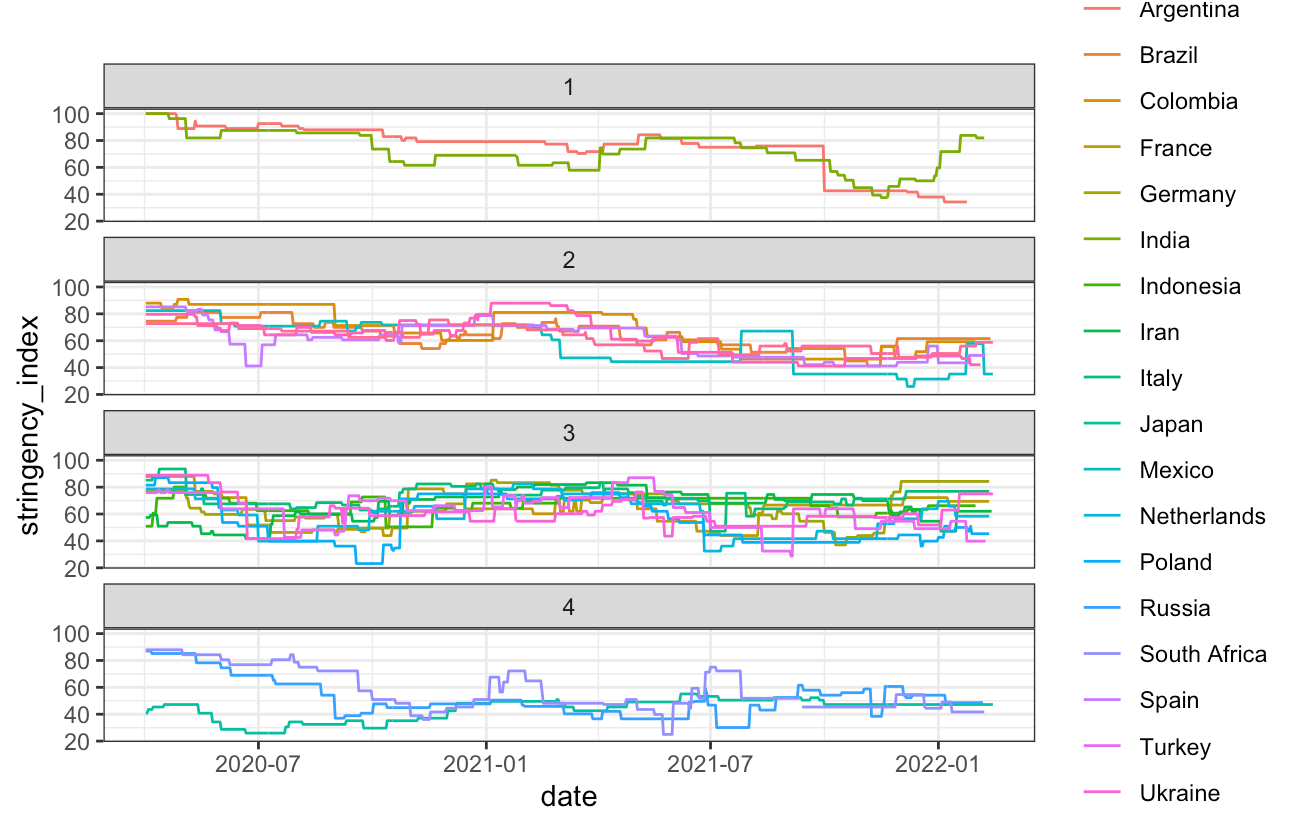 Argentina
Brazil
Colombia
France
Germany
India
Indonesia
Iran
Italy
Japan
Mexico
Netherlands
Poland
Russia
South Africa
Spain
Turkey
Ukraine
stringency_index
1
100
80
60
40
20
2
100
80
60
40
20
3
100
80
60
40
20
4
100
80
60
40
20
2020-07
2021-01
2021-07
2022-01
date